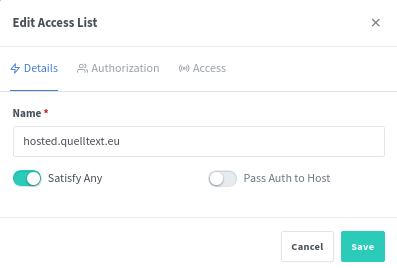 Edit Access List
Details Authorization Access
Name *
hosted.quelltext.eu
Satisfy Any Pass Auth to Host
Cancel Save